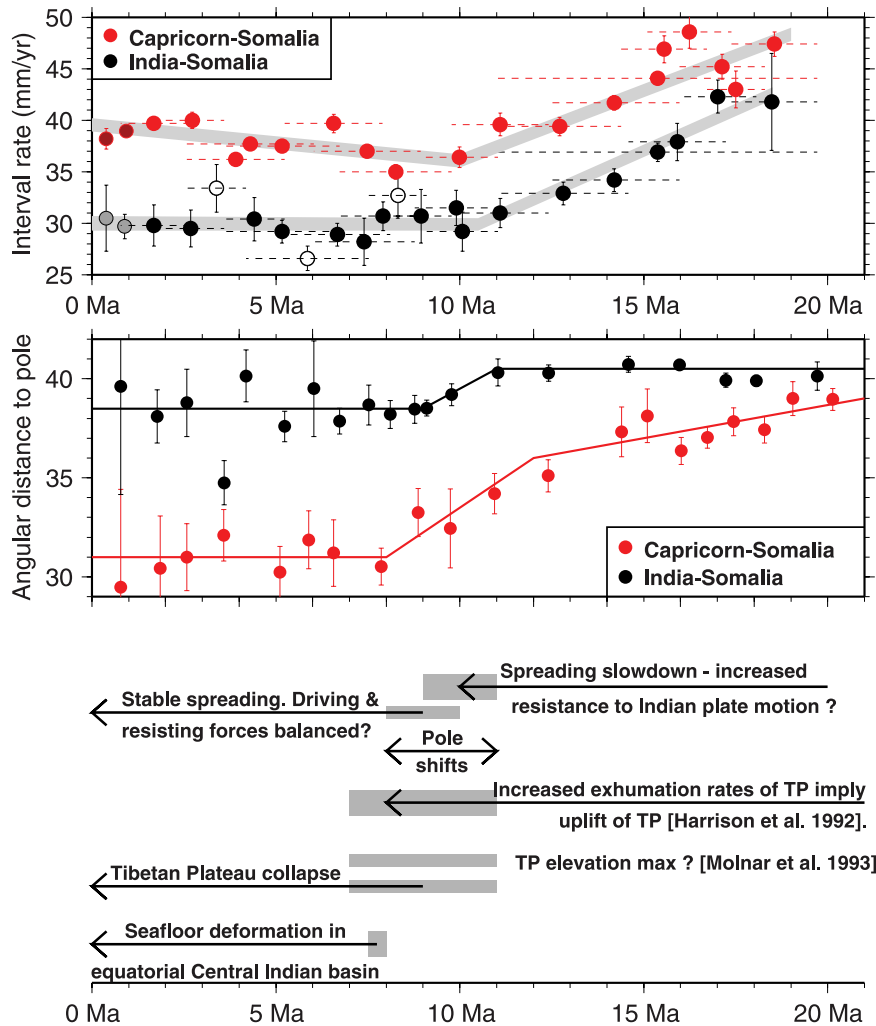 50
45
40
35
30
25
Interval rate (mm/yr)
Capricorn-Somalia
India-Somalia
0 Ma 5 Ma 10 Ma 15 Ma 20 Ma
40
35
30
Angular distance to pole
Capricorn-Somalia
India-Somalia
Spreading slowdown - increased
resistance to Indian plate motion ?
Stable spreading. Driving &
resisting forces balanced?
Pole
shifts
Increased exhumation rates of TP imply
uplift of TP [Harrison et al. 1992].
TP elevation max ? [Molnar et al. 1993]
Tibetan Plateau collapse
Seafloor deformation in
equatorial Central Indian basin
0 Ma 5 Ma 10 Ma 15 Ma 20 Ma